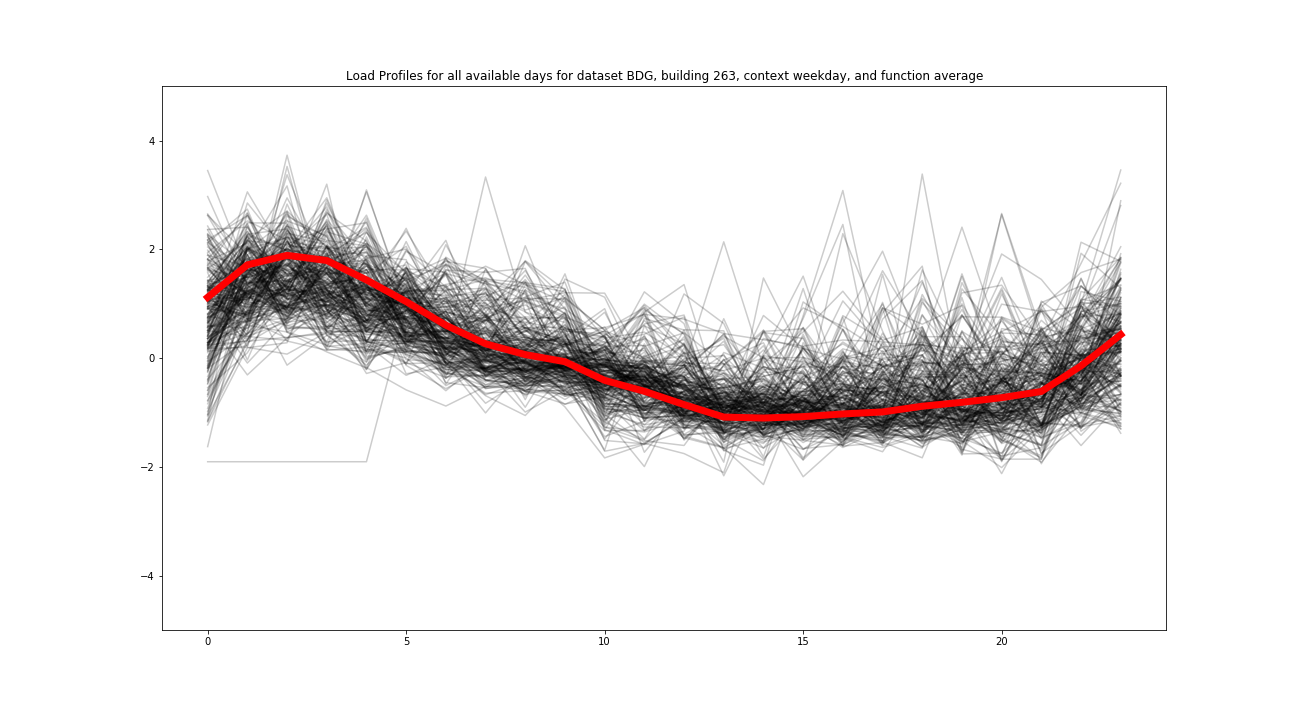 Load Profiles for all available days for dataset BDG, building 263, context weekday, and function average
4
2
0
−2
−4
0 5 10 15 20